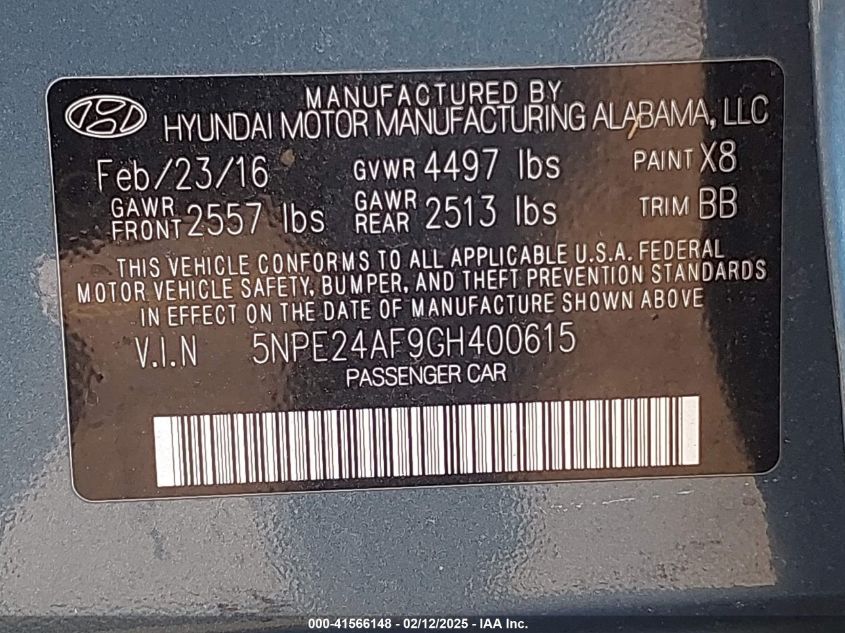 MANUFACTURED BY
HYUNDAI MOTOR MANUFACTURING ALABAMA, LLC
Feb/23/16 GVWR 4497 lbs PAINT X8
GAWR FRONT 2557 lbs GAWR REAR 2513 lbs TRIM BB
THIS VEHICLE CONFORMS TO ALL APPLICABLE U.S.A. FEDERAL
MOTOR VEHICLE SAFETY, BUMPER, AND THEFT PREVENTION STANDARDS
IN EFFECT ON THE DATE OF MANUFACTURE SHOWN ABOVE
V.I.N 5NPE24AF9GH400615
PASSENGER CAR
000-41566148 - 02/12/2025 - IAA Inc.